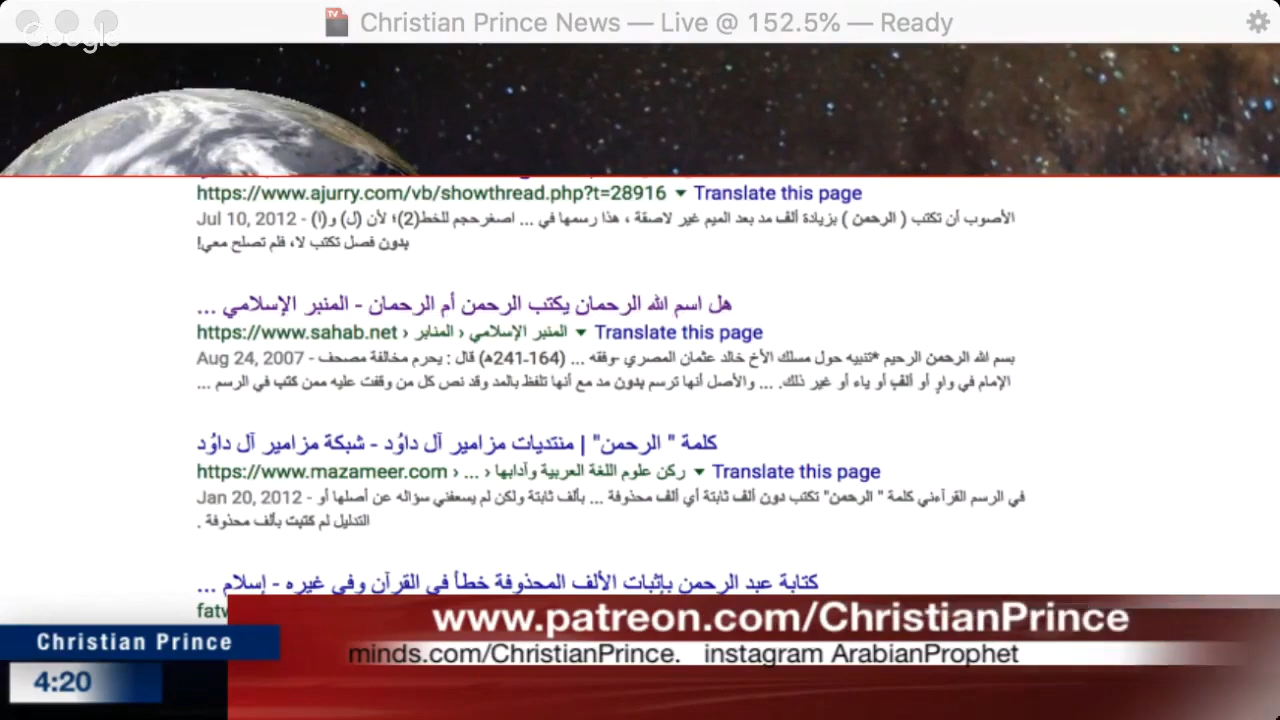 Christian Prince News — Live @ 152.5% — Ready
Google
https://www.ajurry.com/vb/showthread.php?t=28916 ▼ Translate this page
Jul 10, 2012 - الأصوب أن تكتب ( الرحمن ) بزيادة ألف مد بعد الميم غير لاصقة ، هذا رسمها في ... اصغرحجم للخط(2)؛ لأن (ل) و(ا)
بدون فصل تكتب لا، فلم تصلح معي!
هل اسم الله الرحمان يكتب الرحمن أم الرحمان - المنبر الإسلامي ...
https://www.sahab.net › المنابر › المنبر الإسلامي ▼ Translate this page
Aug 24, 2007 - بسم الله الرحمن الرحيم *تنبيه حول مسلك الأخ خالد عثمان المصري -وفقه ... (164-241ه) قال : يحرم مخالفة مصحف
الإمام في واوٍ أو ألفٍ أو ياء أو غير ذلك. ... والأصل أنها ترسم بدون مد مع أنها تلفظ بالمد وقد نص كل من وقفت عليه ممن كتب في الرسم ...
كلمة " الرحمن" | منتديات مزامير آل داوُد - شبكة مزامير آل داوُد
https://www.mazameer.com › ... › ركن علوم اللغة العربية وآدابها ▼ Translate this page
Jan 20, 2012 - في الرسم القرآني كلمة " الرحمن" تكتب دون ألف ثابتة أي ألف محذوفة ... بألف ثابتة ولكن لم يسعفني سؤاله عن أصلها أو
التدليل لم كتبت بألف محذوفة .
كتابة عبد الرحمن بإثبات الألف المحذوفة خطأ في القرآن وفي غيره - إسلام ...
www.patreon.com/ChristianPrince
Christian Prince
minds.com/ChristianPrince. instagram ArabianProphet
4:20